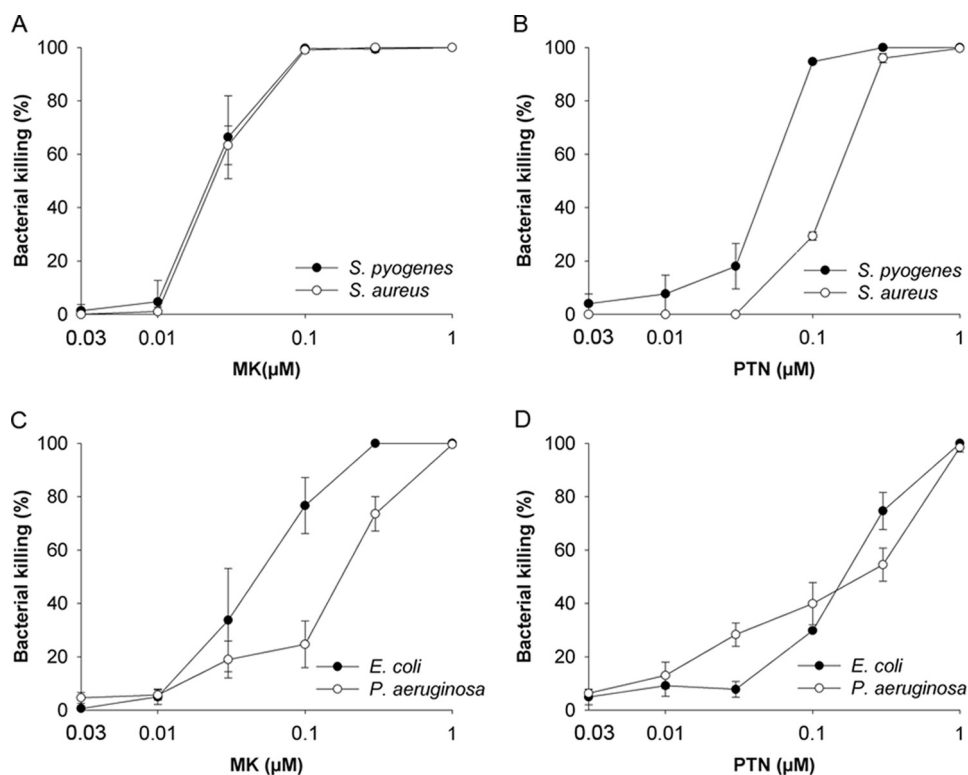 A
Bacterial killing (%)
100
80
60
40
20
0
S. pyogenes
S. aureus
0.03
0.01
0.1
1
MK(µM)
B
Bacterial killing (%)
100
80
60
40
20
0
S. pyogenes
S. aureus
0.03
0.01
0.1
1
PTN (µM)
C
Bacterial killing (%)
100
80
60
40
20
0
E. coli
P. aeruginosa
0.03
0.01
0.1
1
MK (µM)
D
Bacterial killing (%)
100
80
60
40
20
0
E. coli
P. aeruginosa
0.03
0.01
0.1
1
PTN (µM)